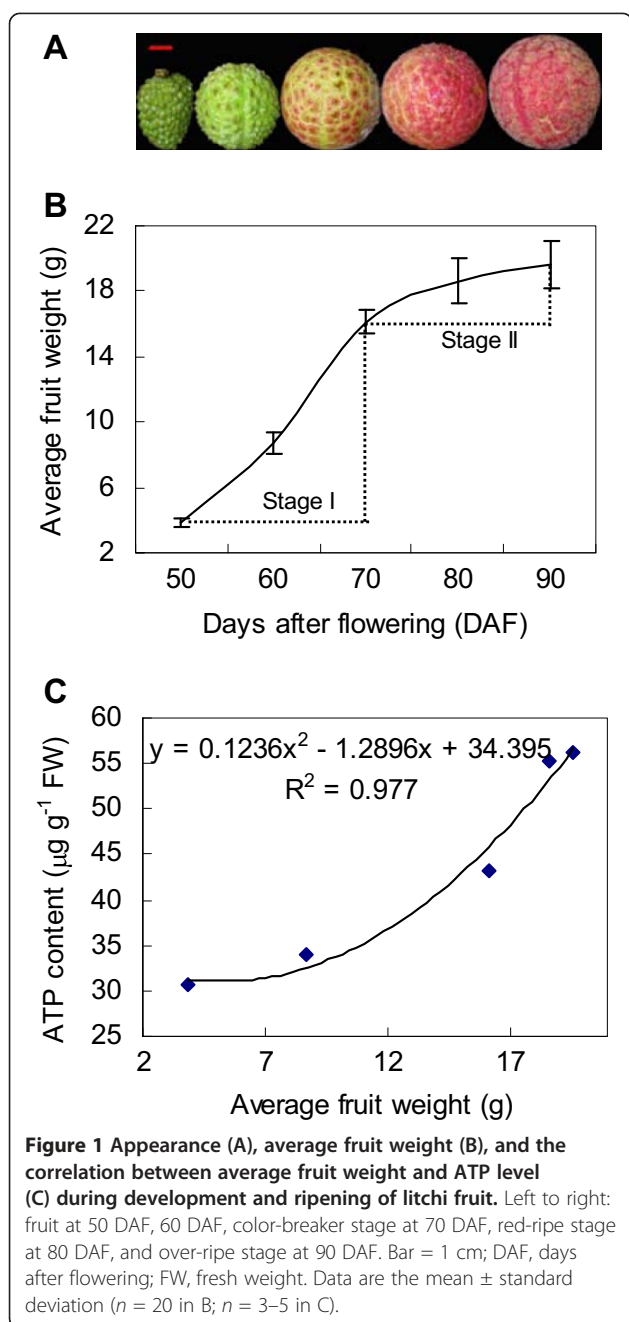 A
B
22
18
14
10
6
2
Average fruit weight (g)
Stage I
Stage II
50 60 70 80 90
Days after flowering (DAF)
C
60
55
50
45
40
35
30
25
ATP content (µg g⁻¹ FW)
y = 0.1236x² - 1.2896x + 34.395
R² = 0.977
2 7 12 17
Average fruit weight (g)
Figure 1 Appearance (A), average fruit weight (B), and the
correlation between average fruit weight and ATP level
(C) during development and ripening of litchi fruit. Left to right:
fruit at 50 DAF, 60 DAF, color-breaker stage at 70 DAF, red-ripe stage
at 80 DAF, and over-ripe stage at 90 DAF. Bar = 1 cm; DAF, days
after flowering; FW, fresh weight. Data are the mean ± standard
deviation (n = 20 in B; n = 3–5 in C).